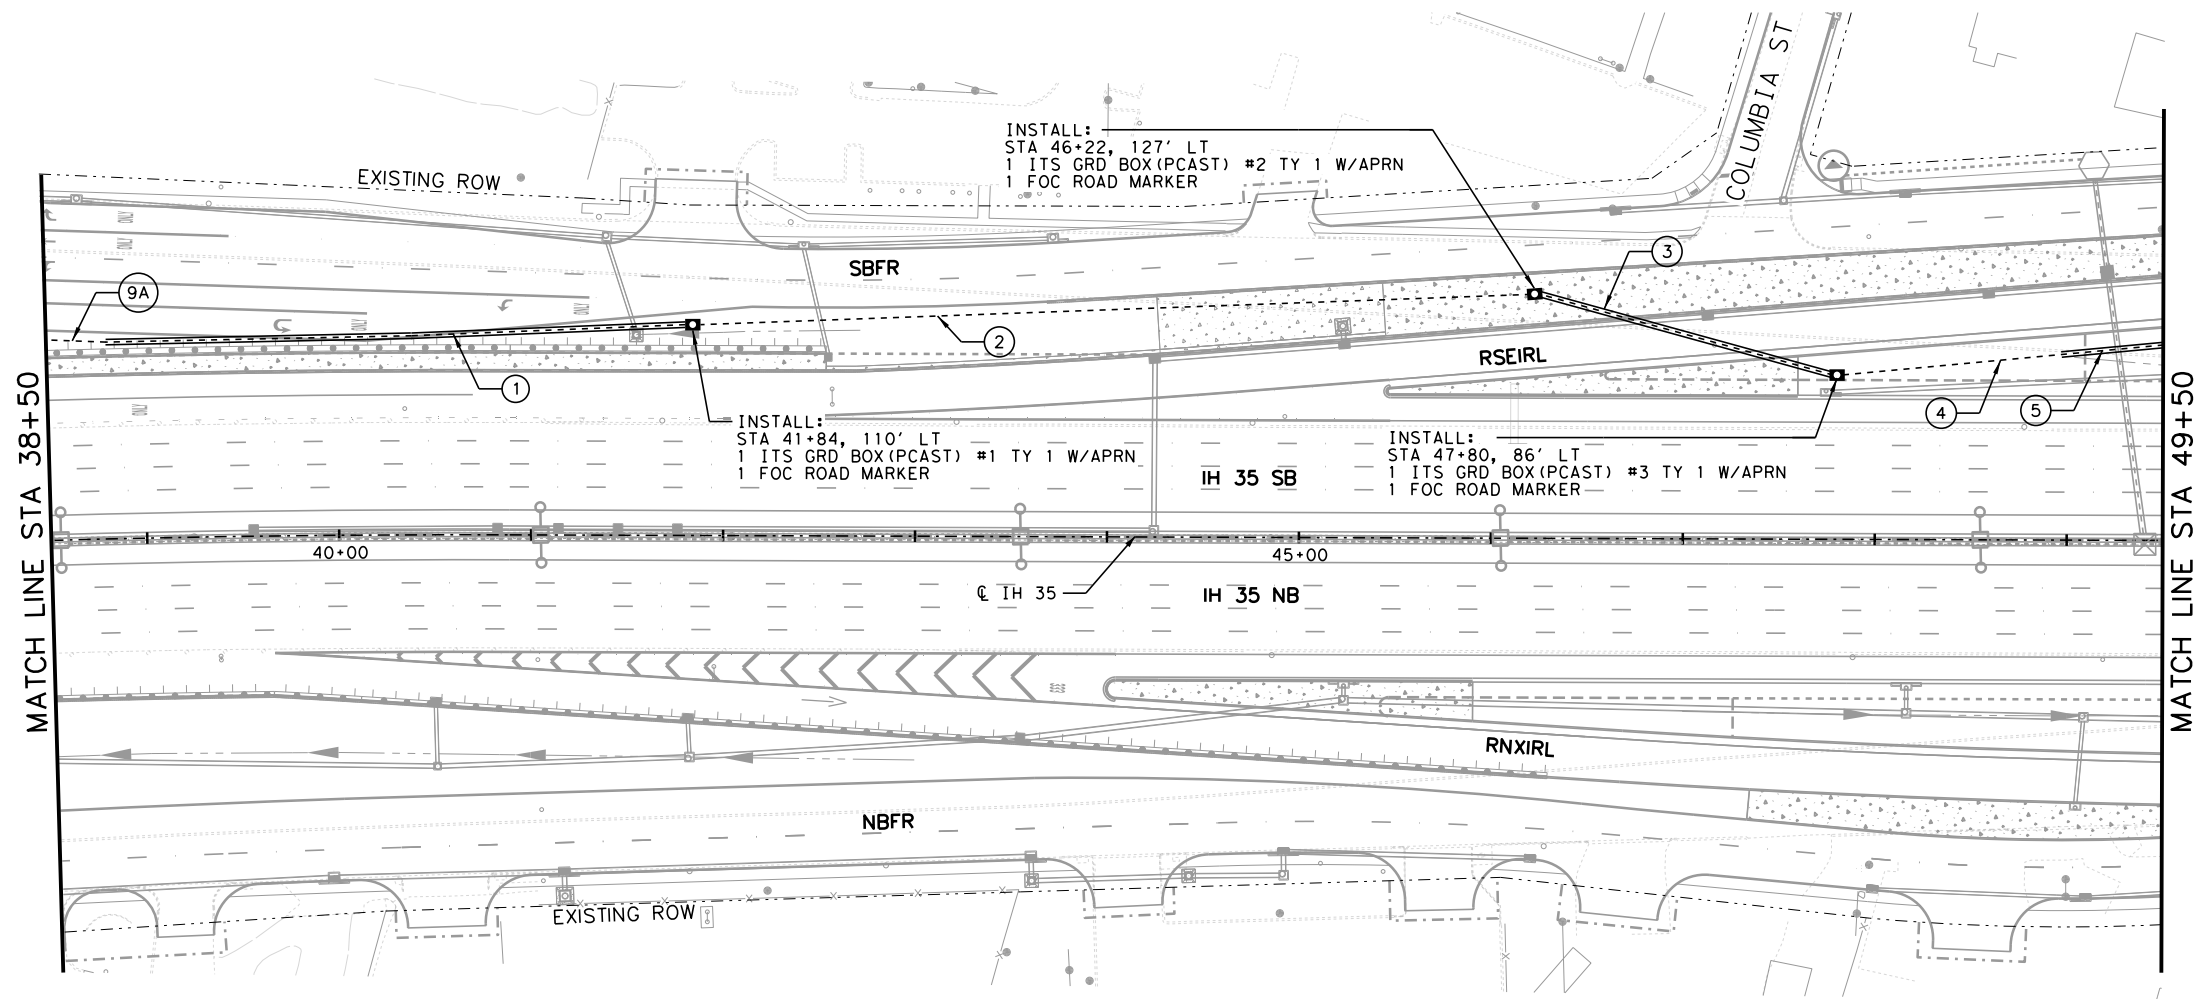 INSTALL:
STA 46+22, 127' LT
1 ITS GRD BOX(PCAST) #2 TY 1 W/APRN
1 FOC ROAD MARKER
COLUMBIA ST
EXISTING ROW
ONLY
ONLY
SBFR
3
9A
ONLY
ONLY
2
RSEIRL
1
ONLY
4
5
INSTALL:
STA 41+84, 110' LT
1 ITS GRD BOX(PCAST) #1 TY 1 W/APRN
1 FOC ROAD MARKER
INSTALL:
STA 47+80, 86' LT
1 ITS GRD BOX(PCAST) #3 TY 1 W/APRN
1 FOC ROAD MARKER
IH 35 SB
MATCH LINE STA 38+50
MATCH LINE STA 49+50
40+00
45+00
℄ IH 35
IH 35 NB
RNXIRL
NBFR
EXISTING ROW